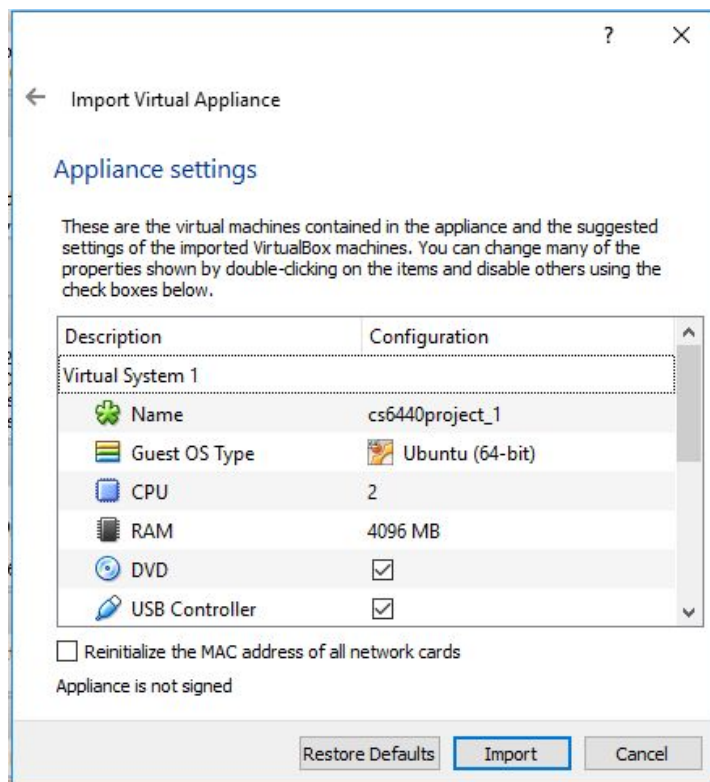 ?
Import Virtual Appliance
Appliance settings
These are the virtual machines contained in the appliance and the suggested
settings of the imported VirtualBox machines. You can change many of the
properties shown by double-clicking on the items and disable others using the
check boxes below.
Description Configuration
Virtual System 1
Name cs6440project_1
Guest OS Type Ubuntu (64-bit)
CPU 2
RAM 4096 MB
DVD
USB Controller
Reinitialize the MAC address of all network cards
Appliance is not signed
Restore Defaults Import Cancel